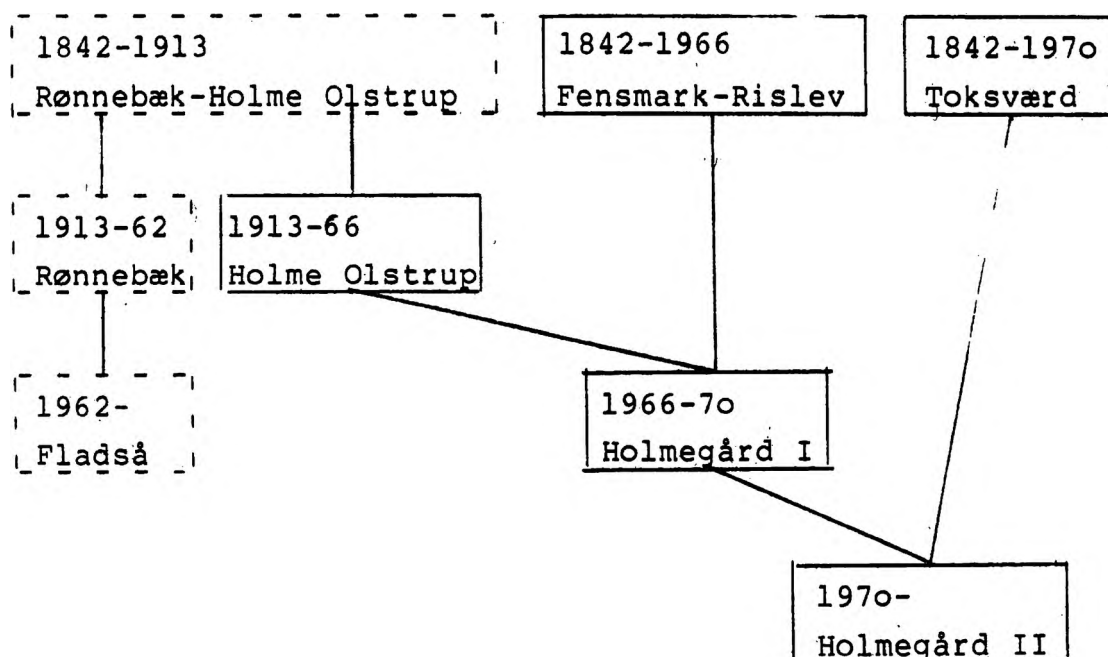 1842-1913
Rønnebæk-Holme Olstrup
1842-1966
Fensmark-Rislev
1842-197o
Toksværd
1913-62
Rønnebæk
1913-66
Holme Olstrup
1962-
Fladså
1966-7o
Holmegård I
197o-
Holmegård II